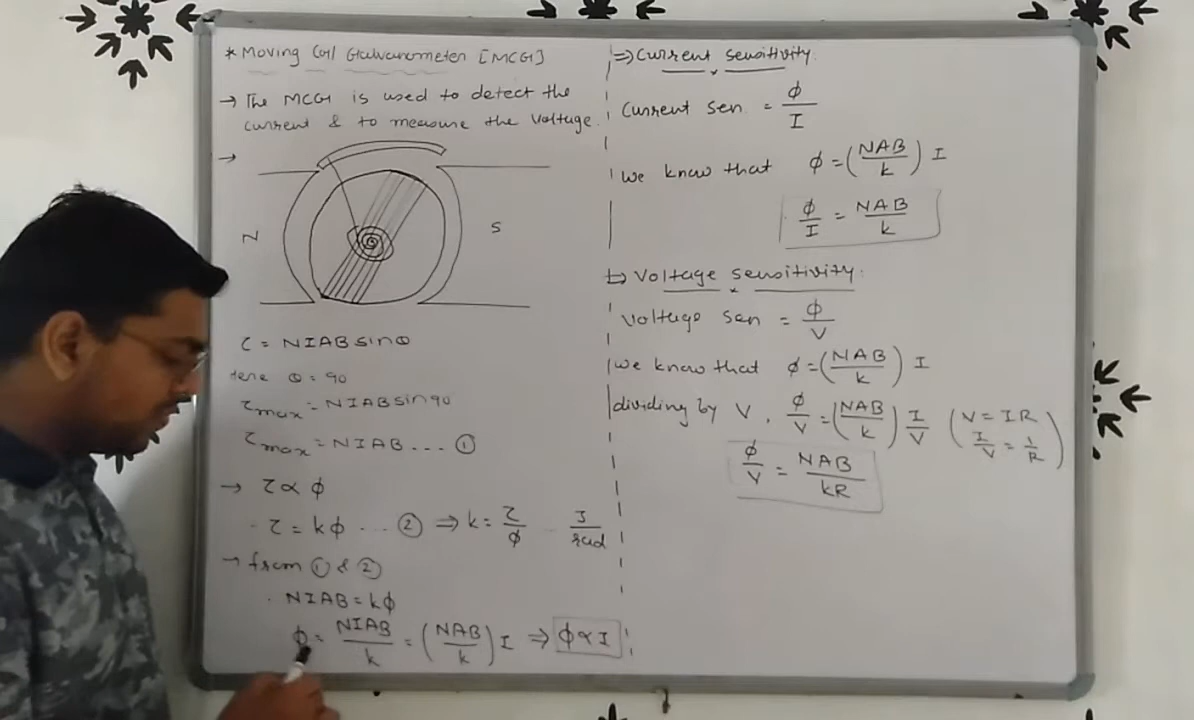 * Moving Coil Galvanometer [MCG]
→ The MCG is used to detect the
current & to measure the voltage.
→
N
S
τ = NIAB sinθ
Here θ = 90
τmax = NIAB sin 90
τmax = NIAB ... ①
→ τ ∝ ϕ
. τ = kϕ ... ② ⇒ k = τ/ϕ J/rad
→ from ① & ②
. NIAB = kϕ
ϕ = NIAB/k = (NAB/k) I ⇒ ϕ ∝ I
⇒ Current sensitivity:
Current Sen. = ϕ/I
we know that ϕ = (NAB/k) I
ϕ/I = NAB/k
↳ Voltage sensitivity:
Voltage Sen = ϕ/V
we know that ϕ = (NAB/k) I
dividing by V, ϕ/V = (NAB/k) I/V (V = IR
I/V = 1/R)
ϕ/V = NAB/kR